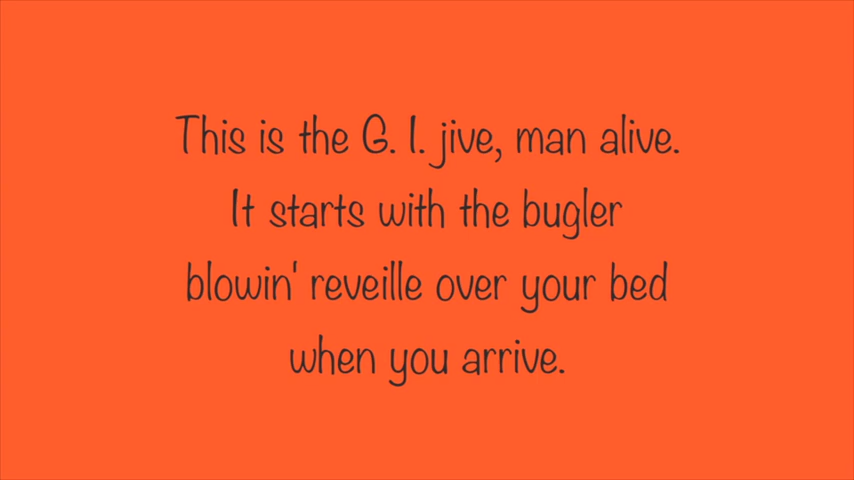 This is the G. I. jive, man alive.
It starts with the bugler
blowin' reveille over your bed
when you arrive.